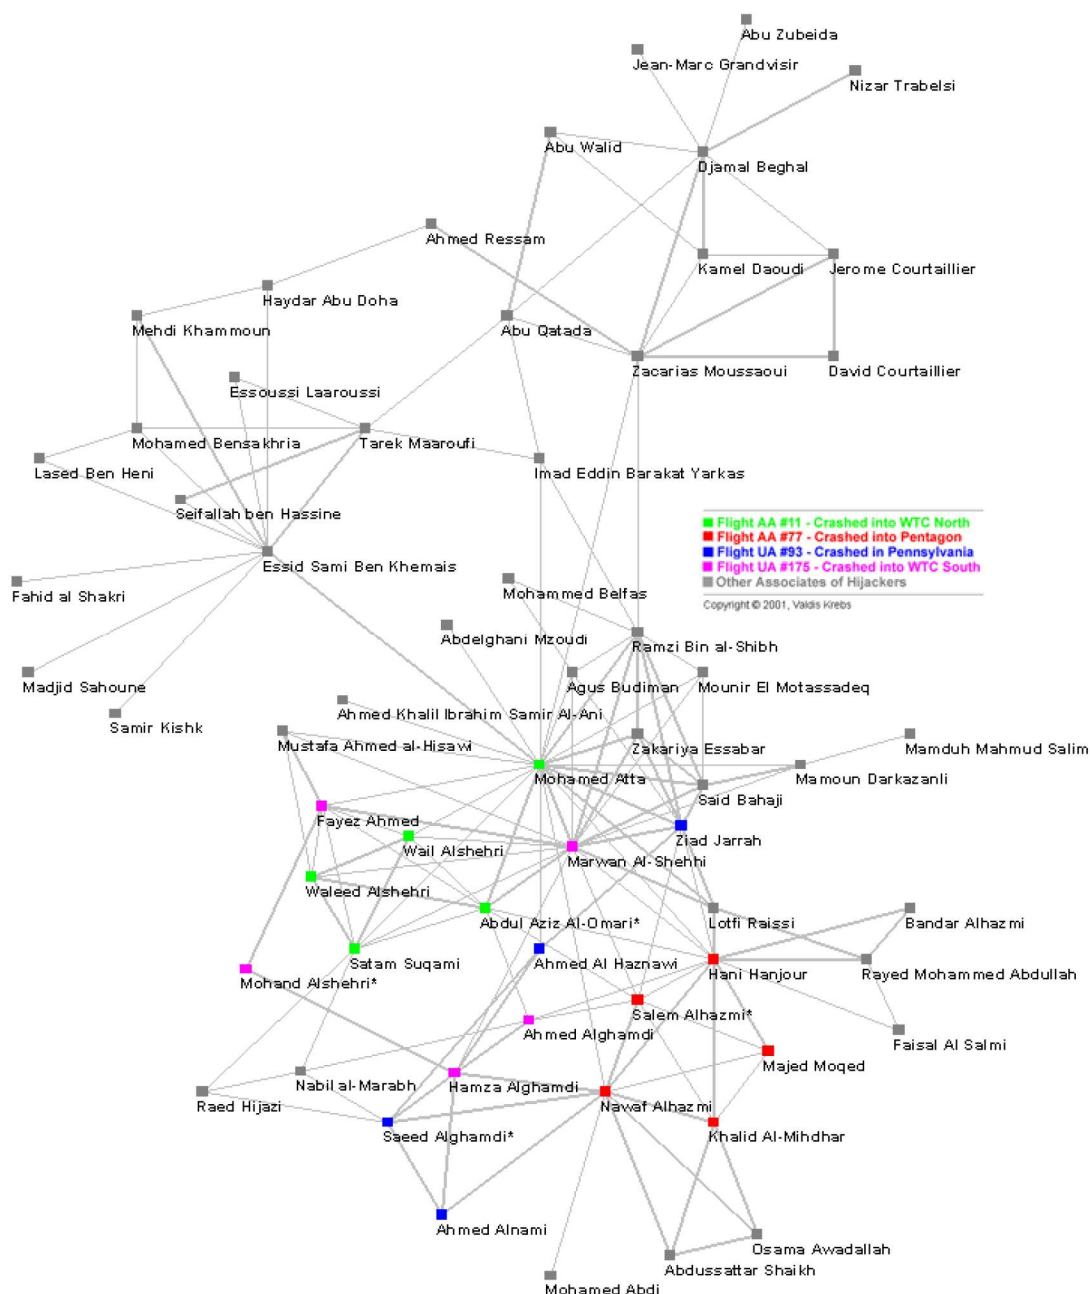 Abu Zubeida
Jean-Marc Grandvisir
Nizar Trabelsi
Abu Walid
Djamal Beghal
Ahmed Ressam
Kamel Daoudi
Jerome Courtaillier
Haydar Abu Doha
Mehdi Khammoun
Abu Qatada
Zacarias Moussaoui
David Courtaillier
Essoussi Laaroussi
Mohamed Bensakhria
Tarek Maaroufi
Lased Ben Heni
Imad Eddin Barakat Yarkas
Seifallah ben Hassine
Flight AA #11 - Crashed into WTC North
Flight AA #77 - Crashed into Pentagon
Flight UA #93 - Crashed in Pennsylvania
Flight UA #175 - Crashed into WTC South
Other Associates of Hijackers
Copyright © 2001, Valdis Krebs
Essid Sami Ben Khemais
Fahid al Shakri
Mohammed Belfas
Abdelghani Mzoudi
Ramzi Bin al-Shibh
Madjid Sahoune
Agus Budiman
Mounir El Motassadeq
Samir Kishk
Ahmed Khalil Ibrahim Samir Al-Ani
Mustafa Ahmed al-Hisawi
Zakariya Essabar
Mamduh Mahmud Salim
Mohamed Atta
Mamoun Darkazanli
Said Bahaji
Fayez Ahmed
Ziad Jarrah
Wail Alshehri
Marwan Al-Shehhi
Waleed Alshehri
Abdul Aziz Al-Omari*
Lotfi Raissi
Bandar Alhazmi
Satam Suqami
Ahmed Al Haznawi
Hani Hanjour
Rayed Mohammed Abdullah
Mohand Alshehri*
Salem Alhazmi*
Ahmed Alghamdi
Faisal Al Salmi
Majed Moqed
Nabil al-Marabh
Hamza Alghamdi
Raed Hijazi
Nawaf Alhazmi
Saeed Alghamdi*
Khalid Al-Mihdhar
Ahmed Alnami
Osama Awadallah
Abdussattar Shaikh
Mohamed Abdi